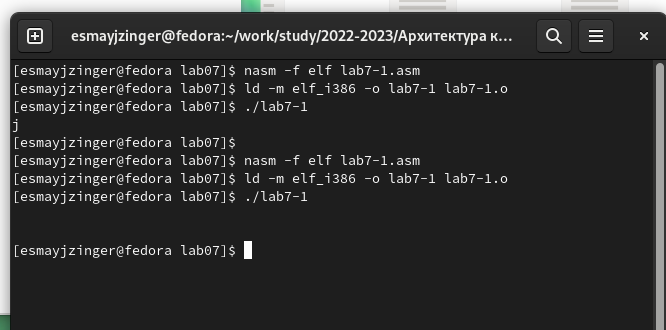 esmayjzinger@fedora:~/work/study/2022-2023/Архитектура к...
[esmayjzinger@fedora lab07]$ nasm -f elf lab7-1.asm
[esmayjzinger@fedora lab07]$ ld -m elf_i386 -o lab7-1 lab7-1.o
[esmayjzinger@fedora lab07]$ ./lab7-1
j
[esmayjzinger@fedora lab07]$
[esmayjzinger@fedora lab07]$ nasm -f elf lab7-1.asm
[esmayjzinger@fedora lab07]$ ld -m elf_i386 -o lab7-1 lab7-1.o
[esmayjzinger@fedora lab07]$ ./lab7-1
[esmayjzinger@fedora lab07]$